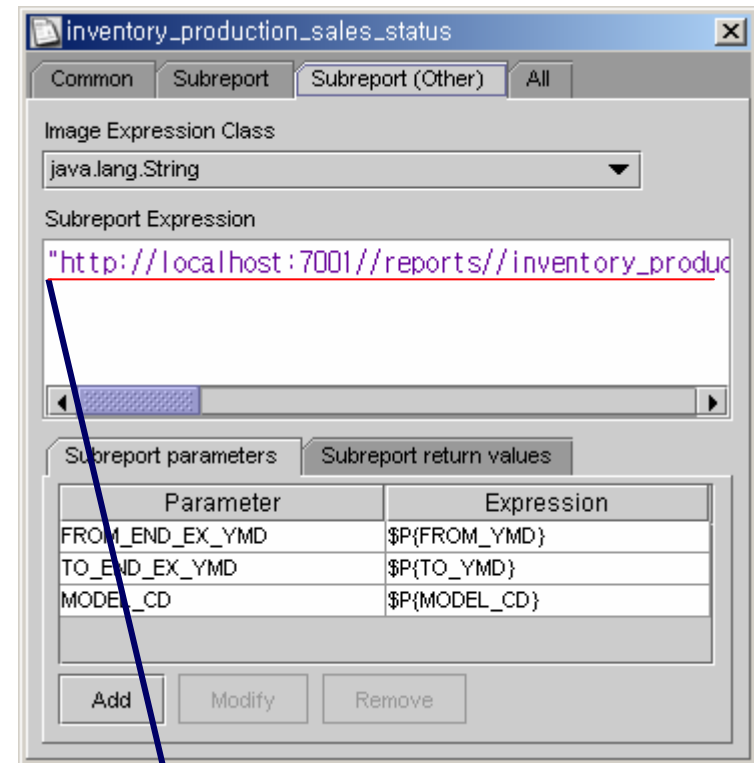 inventory_production_sales_status
Common Subreport Subreport (Other) All
Image Expression Class
java.lang.String
Subreport Expression
"http://localhost:7001//reports//inventory_produc
Subreport parameters Subreport return values
Parameter Expression
FROM_END_EX_YMD $P{FROM_YMD}
TO_END_EX_YMD $P{TO_YMD}
MODEL_CD $P{MODEL_CD}
Add Modify Remove